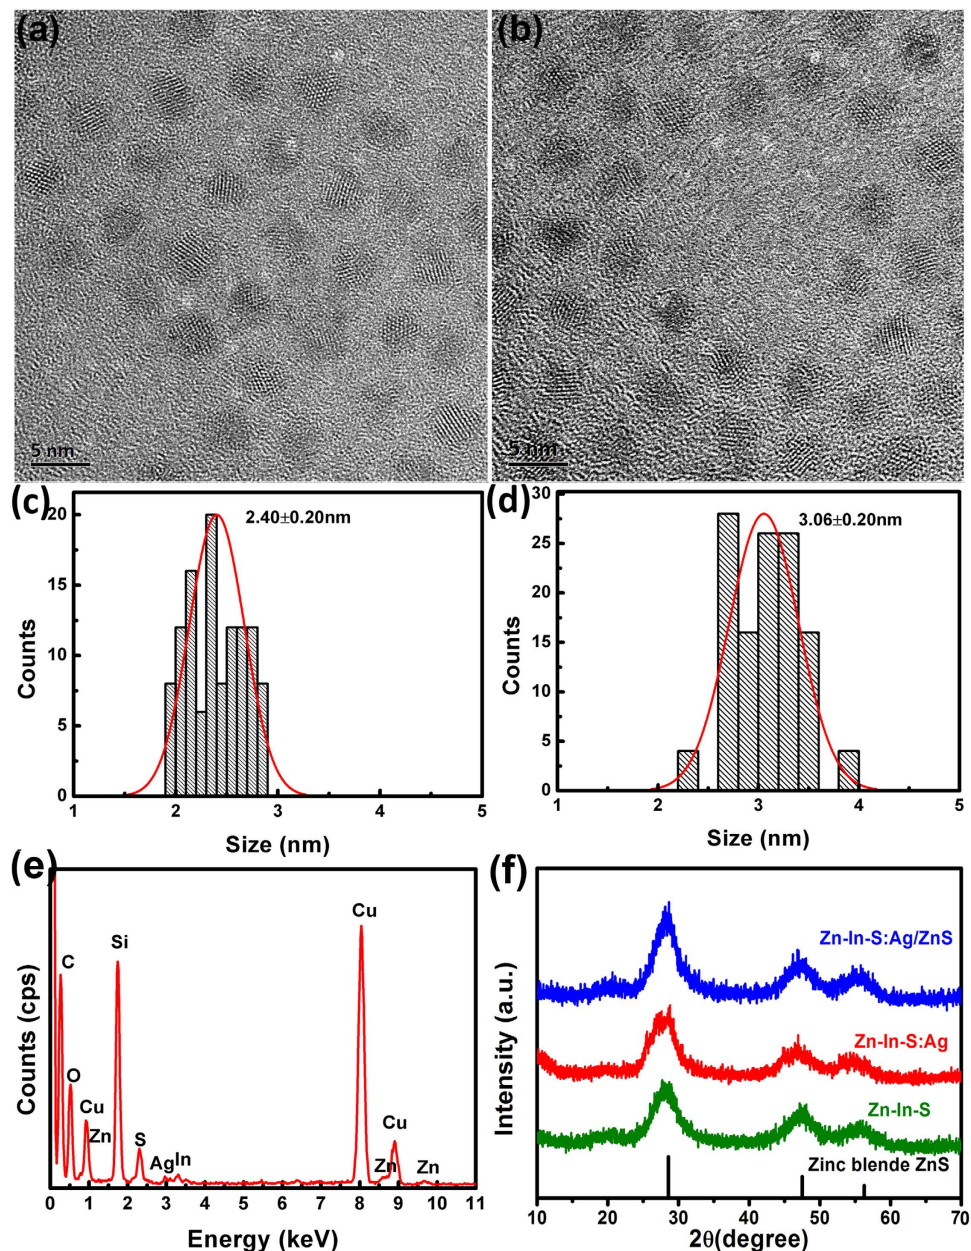 (a)
(b)
5 nm
5 nm
(c)
(d)
2.40±0.20nm
20
15
10
5
0
Counts
1 2 3 4 5
Size (nm)
3.06±0.20nm
30
25
20
15
10
5
0
Counts
1 2 3 4 5
Size (nm)
(e)
C
O
Cu
Zn
Si
S
Ag
In
Cu
Zn
Cu
Zn
Counts (cps)
0 1 2 3 4 5 6 7 8 9 10 11
Energy (keV)
(f)
Zn-In-S:Ag/ZnS
Zn-In-S:Ag
Zn-In-S
Zinc blende ZnS
Intensity (a.u.)
10 20 30 40 50 60 70
2θ(degree)